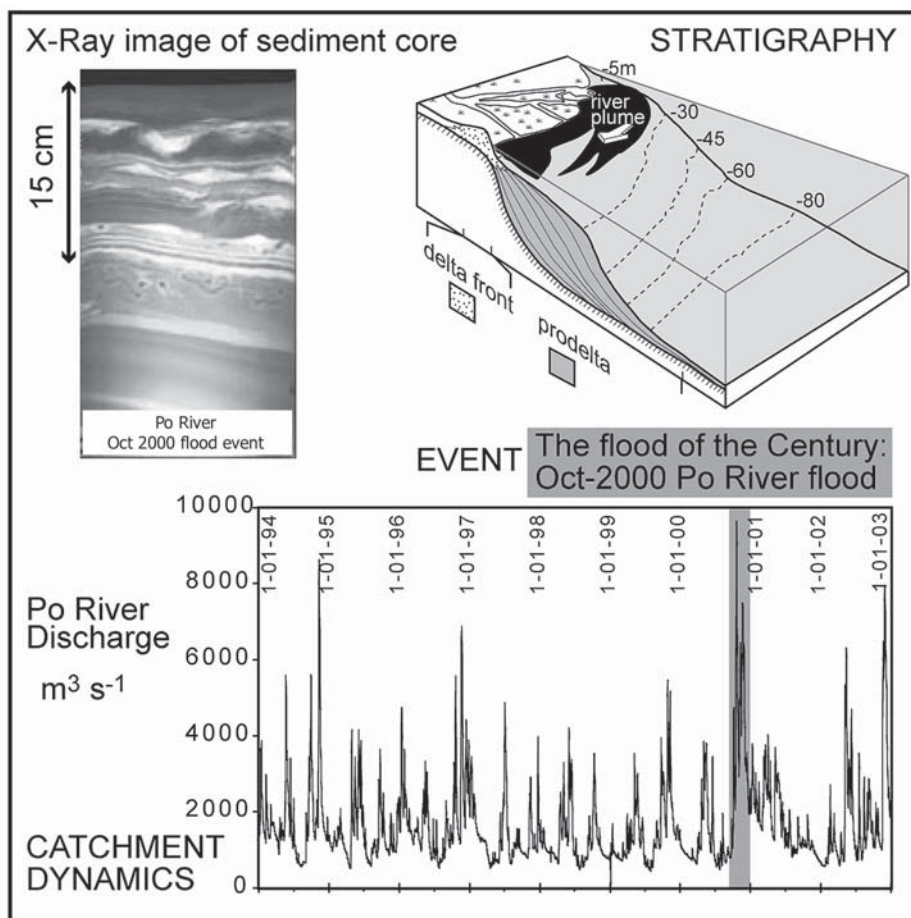 X-Ray image of sediment core
STRATIGRAPHY
15 cm
Po River
Oct 2000 flood event
-5m
river
plume
-30
-45
-60
-80
delta front
prodelta
EVENT
The flood of the Century:
Oct-2000 Po River flood
10000
8000
6000
4000
2000
0
Po River
Discharge
m³ s⁻¹
1-01-94
1-01-95
1-01-96
1-01-97
1-01-98
1-01-99
1-01-00
1-01-01
1-01-02
1-01-03
CATCHMENT
DYNAMICS